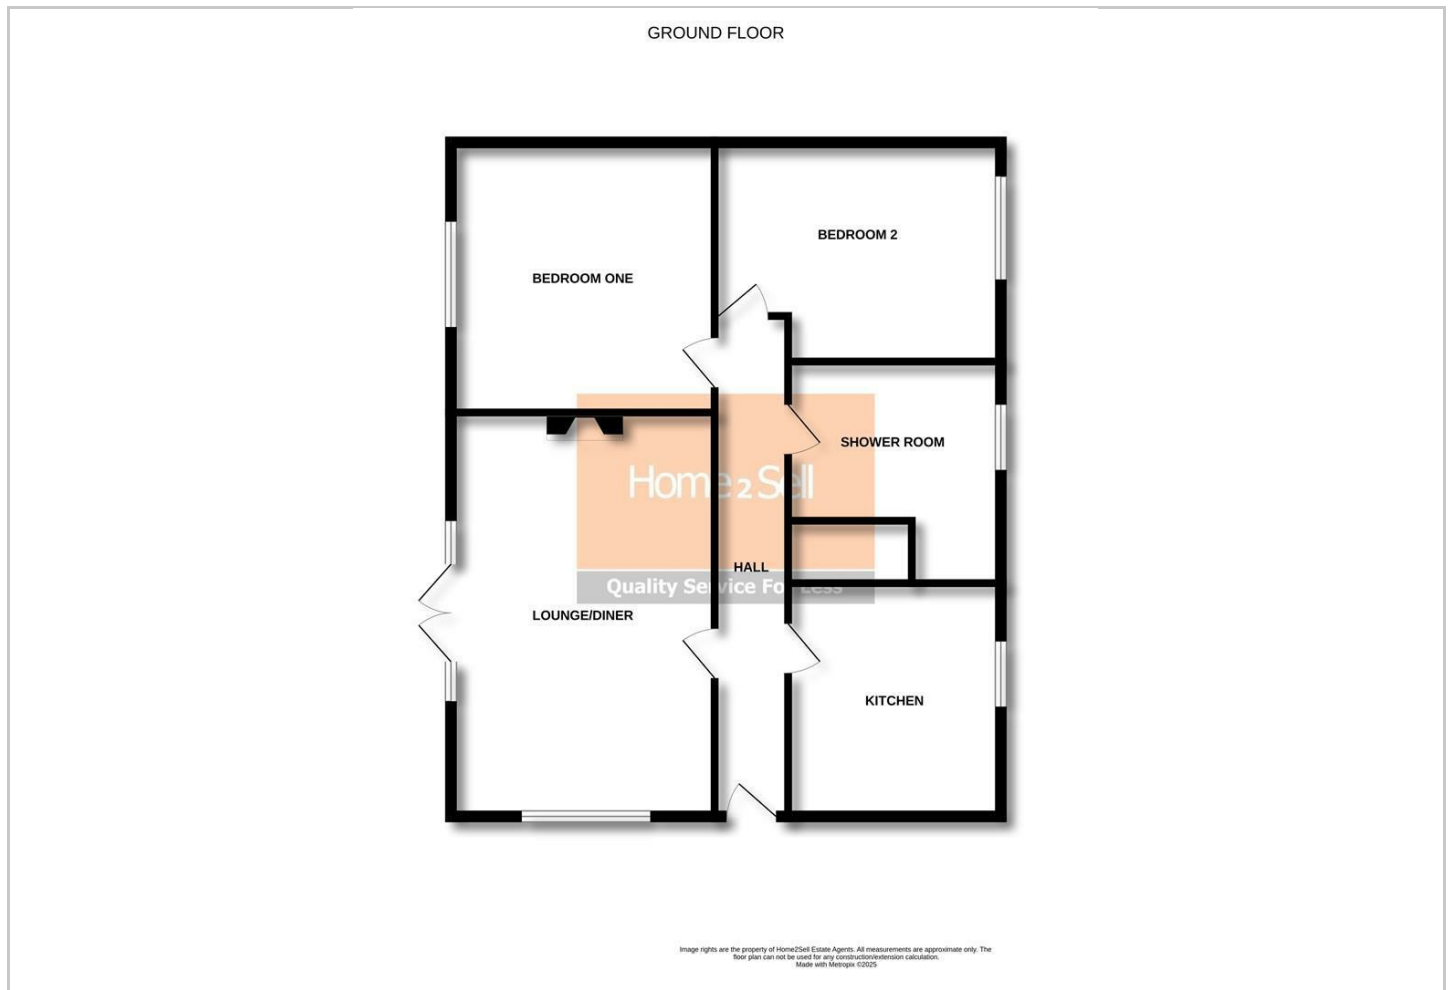 GROUND FLOOR
BEDROOM 2
BEDROOM ONE
SHOWER ROOM
Home2Sell
HALL
Quality Service For Less
LOUNGE/DINER
KITCHEN
Image rights are the property of Home2Sell Estate Agents. All measurements are approximate only. The
floor plan can not be used for any construction/extension calculation.
Made with Metropix ©2025